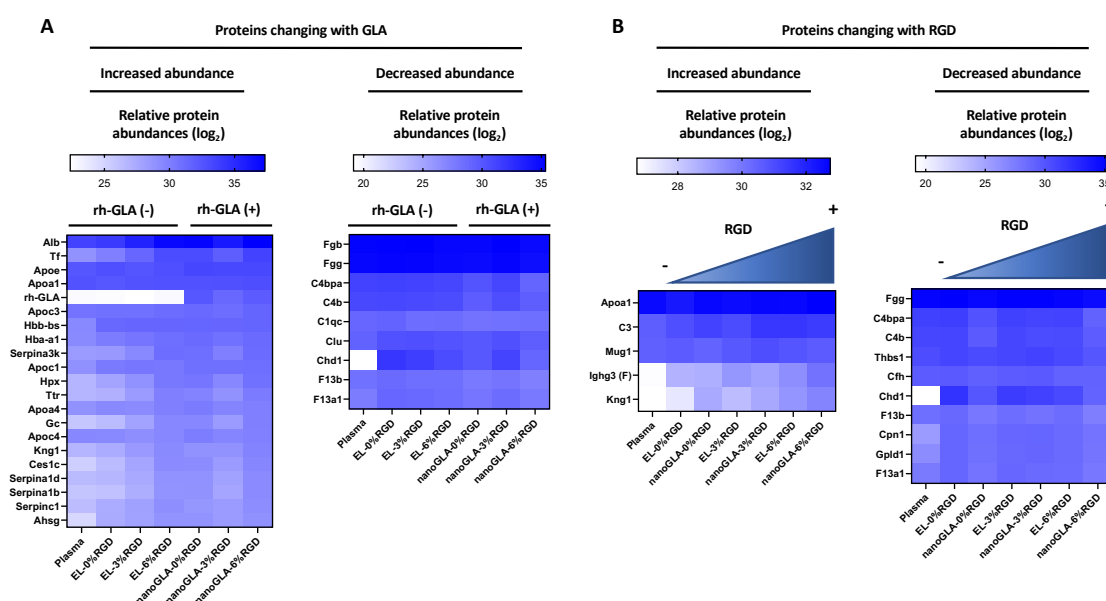 A
Proteins changing with GLA
Increased abundance
Relative protein
abundances (log₂)
25 30 35
rh-GLA (-) rh-GLA (+)
Alb
Tf
Apoe
Apoa1
rh-GLA
Apoc3
Hbb-bs
Hba-a1
Serpina3k
Apoc1
Hpx
Ttr
Apoa4
Gc
Apoc4
Kng1
Ces1c
Serpina1d
Serpina1b
Serpinc1
Ahsg
Plasma
EL-0%RGD
EL-3%RGD
EL-6%RGD
nanoGLA-0%RGD
nanoGLA-3%RGD
nanoGLA-6%RGD
Decreased abundance
Relative protein
abundances (log₂)
20 25 30 35
rh-GLA (-) rh-GLA (+)
Fgb
Fgg
C4bpa
C4b
C1qc
Clu
Chd1
F13b
F13a1
Plasma
EL-0%RGD
EL-3%RGD
EL-6%RGD
nanoGLA-0%RGD
nanoGLA-3%RGD
nanoGLA-6%RGD
B
Proteins changing with RGD
Increased abundance
Relative protein
abundances (log₂)
28 30 32
+
RGD
-
Apoa1
C3
Mug1
Ighg3 (F)
Kng1
Plasma
EL-0%RGD
nanoGLA-0%RGD
EL-3%RGD
nanoGLA-3%RGD
EL-6%RGD
nanoGLA-6%RGD
Decreased abundance
Relative protein
abundances (log₂)
20 25 30 35
RGD
-
Fgg
C4bpa
C4b
Thbs1
Cfh
Chd1
F13b
Cpn1
Gpld1
F13a1
Plasma
EL-0%RGD
nanoGLA-0%RGD
EL-3%RGD
nanoGLA-3%RGD
EL-6%RGD
nanoGLA-6%RGD